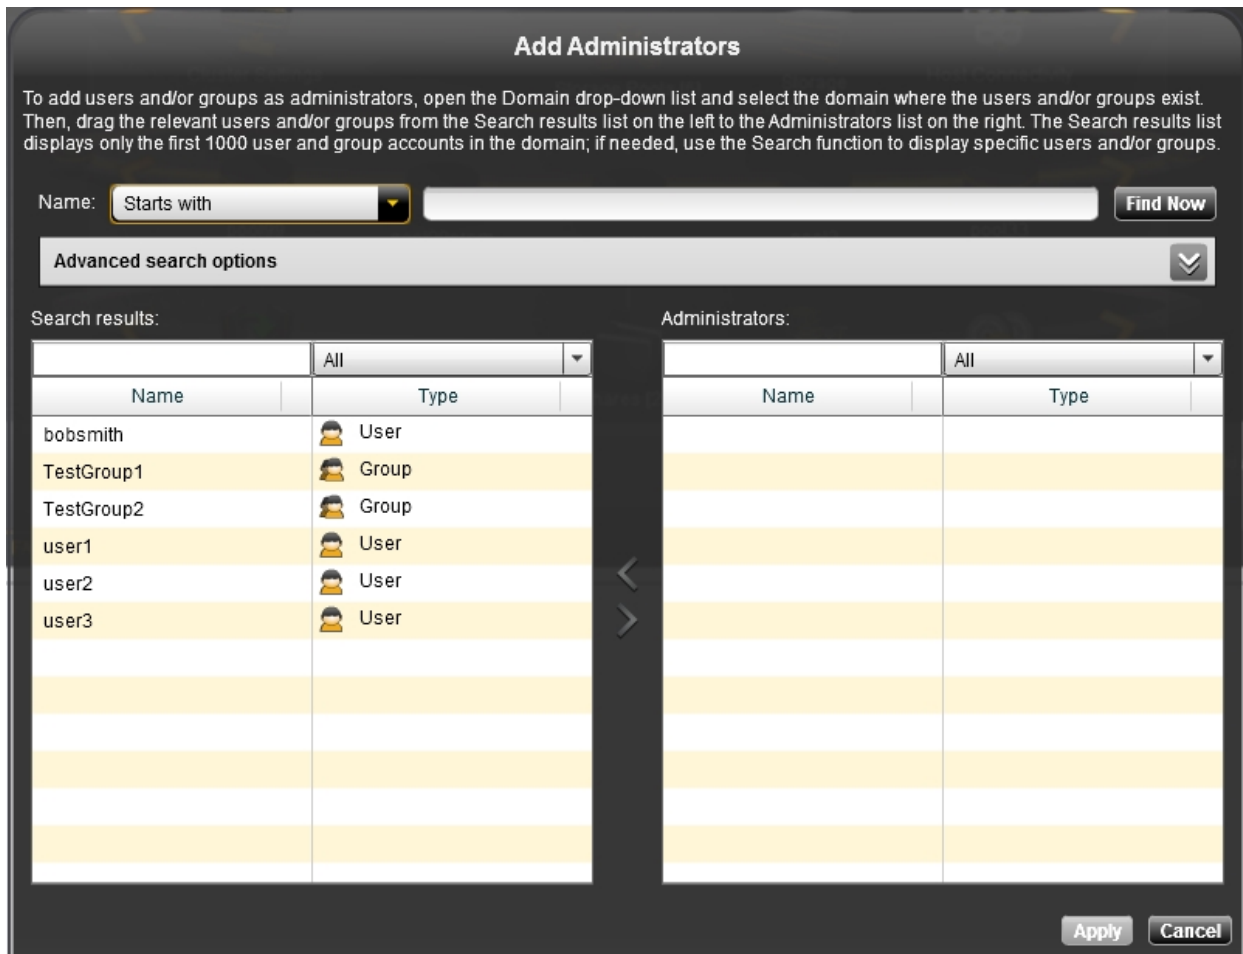 Add Administrators
To add users and/or groups as administrators, open the Domain drop-down list and select the domain where the users and/or groups exist.
Then, drag the relevant users and/or groups from the Search results list on the left to the Administrators list on the right. The Search results list
displays only the first 1000 user and group accounts in the domain; if needed, use the Search function to display specific users and/or groups.
Name: Starts with Find Now
Advanced search options
Search results: Administrators:
All All
Name Type Name Type
bobsmith User
TestGroup1 Group
TestGroup2 Group
user1 User
user2 User
user3 User
Apply Cancel